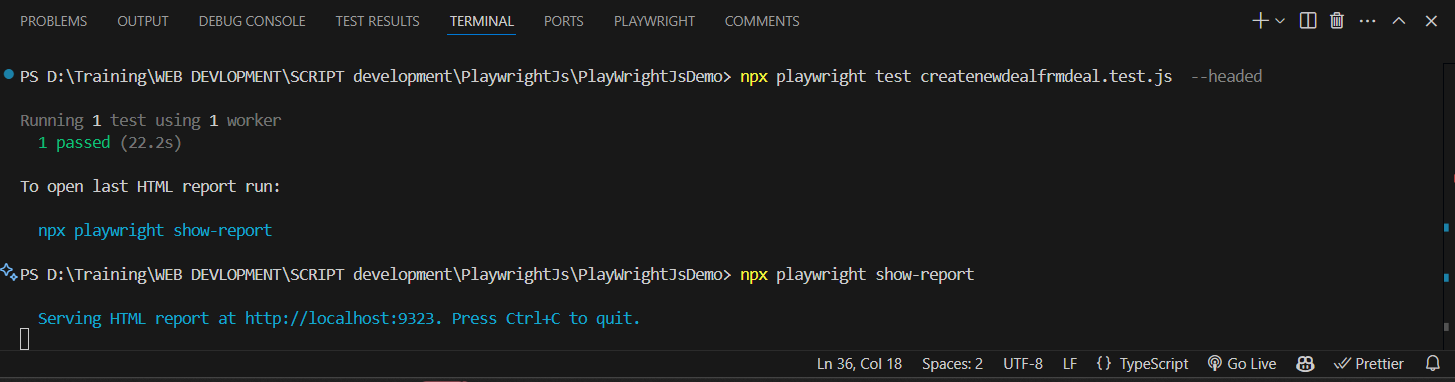 PROBLEMS OUTPUT DEBUG CONSOLE TEST RESULTS TERMINAL PORTS PLAYWRIGHT COMMENTS
PS D:\Training\WEB DEVLOPMENT\SCRIPT development\PlaywrightJs\PlayWrightJsDemo> npx playwright test createnewdealfrmdeal.test.js --headed
Running 1 test using 1 worker
1 passed (22.2s)
To open last HTML report run:
npx playwright show-report
PS D:\Training\WEB DEVLOPMENT\SCRIPT development\PlaywrightJs\PlayWrightJsDemo> npx playwright show-report
Serving HTML report at http://localhost:9323. Press Ctrl+C to quit.
Ln 36, Col 18 Spaces: 2 UTF-8 LF {} TypeScript Go Live Prettier